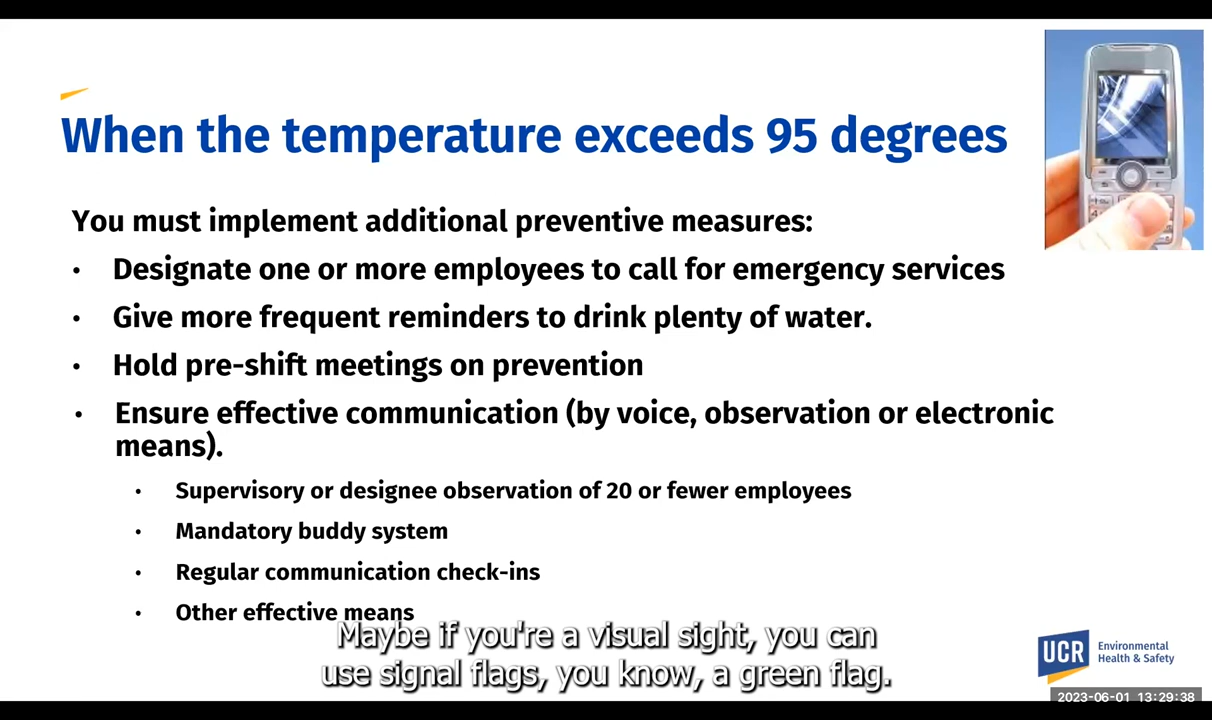 When the temperature exceeds 95 degrees
You must implement additional preventive measures:
• Designate one or more employees to call for emergency services
• Give more frequent reminders to drink plenty of water.
• Hold pre-shift meetings on prevention
• Ensure effective communication (by voice, observation or electronic
means).
• Supervisory or designee observation of 20 or fewer employees
• Mandatory buddy system
• Regular communication check-ins
• Other effective means
Maybe if you're a visual sight, you can
use signal flags, you know, a green flag.
UCR Environmental
Health & Safety
2023-06-01 13:29:38